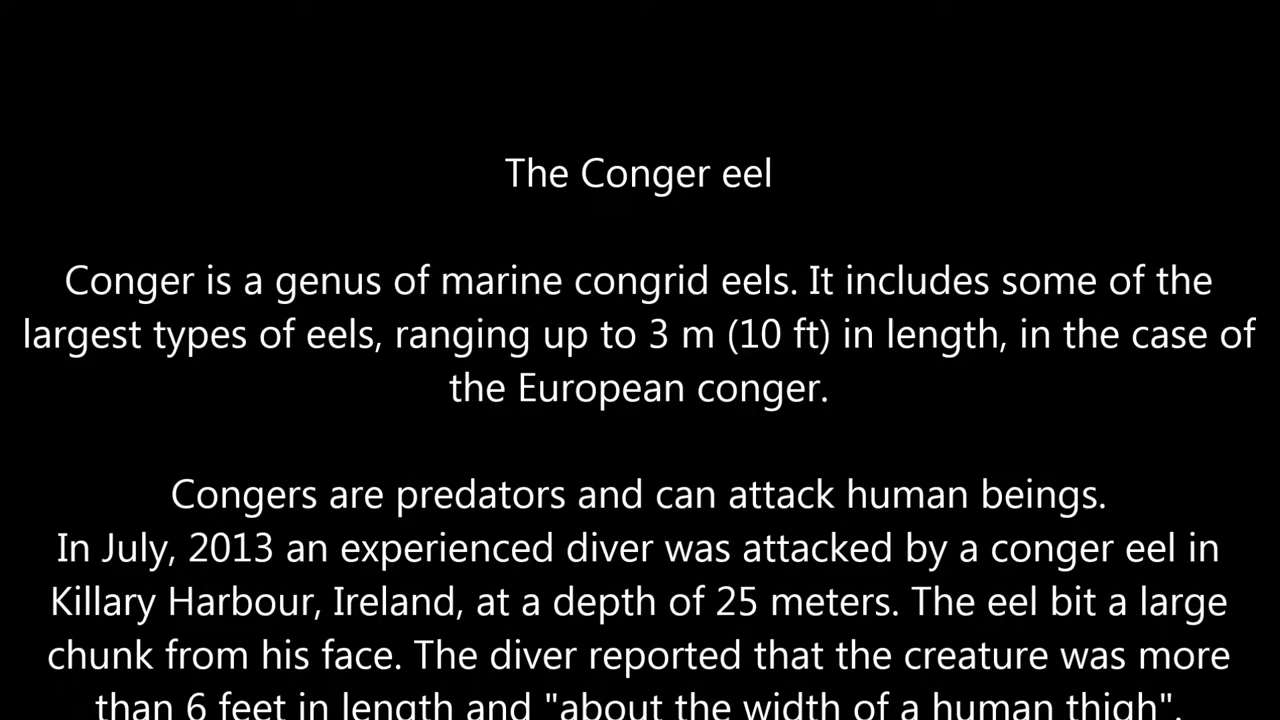 The Conger eel
Conger is a genus of marine congrid eels. It includes some of the
largest types of eels, ranging up to 3 m (10 ft) in length, in the case of
the European conger.
Congers are predators and can attack human beings.
In July, 2013 an experienced diver was attacked by a conger eel in
Killary Harbour, Ireland, at a depth of 25 meters. The eel bit a large
chunk from his face. The diver reported that the creature was more
than 6 feet in length and "about the width of a human thigh".